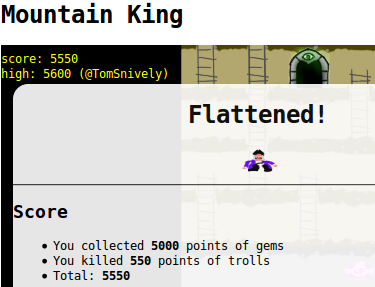 Mountain King
score: 5550
high: 5600 (@TomSnively)
Flattened!
Score
• You collected 5000 points of gems
• You killed 550 points of trolls
• Total: 5550